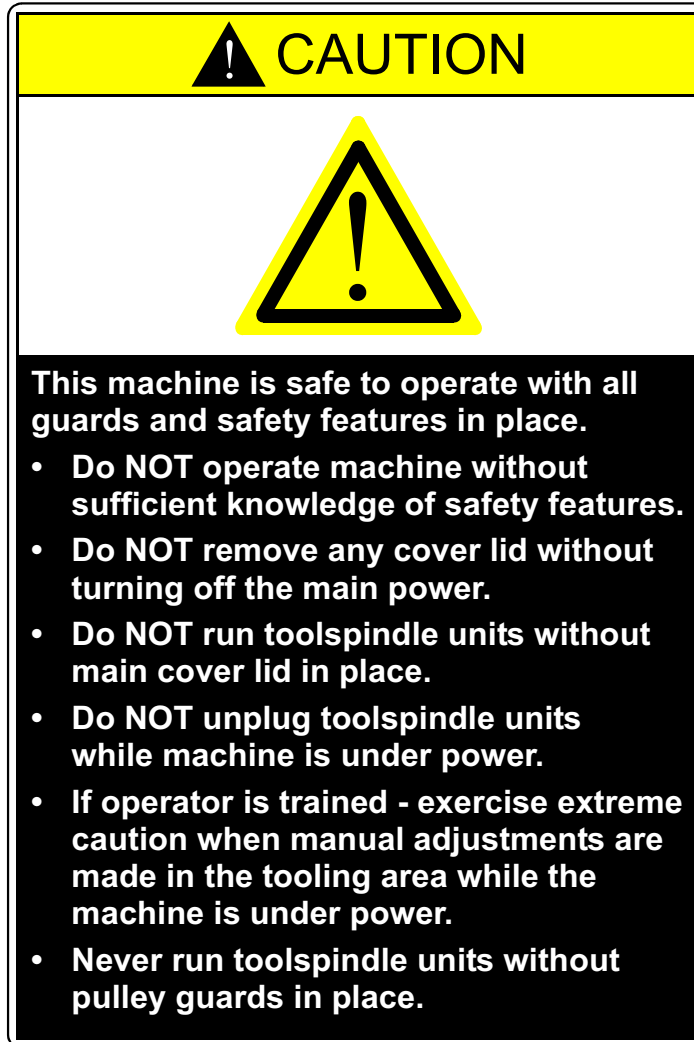 CAUTION
This machine is safe to operate with all
guards and safety features in place.
• Do NOT operate machine without
sufficient knowledge of safety features.
• Do NOT remove any cover lid without
turning off the main power.
• Do NOT run toolspindle units without
main cover lid in place.
• Do NOT unplug toolspindle units
while machine is under power.
• If operator is trained - exercise extreme
caution when manual adjustments are
made in the tooling area while the
machine is under power.
• Never run toolspindle units without
pulley guards in place.